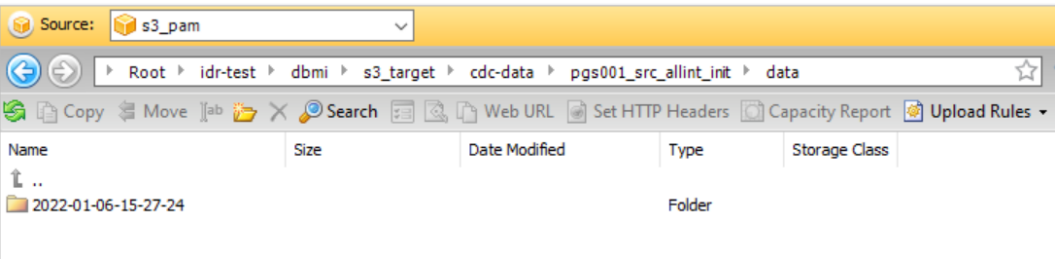 Source: s3_pam
Root idr-test dbmi s3_target cdc-data pgs001_src_allint_init data
Copy Move ab Search Web URL Set HTTP Headers Capacity Report Upload Rules
Name Size Date Modified Type Storage Class
..
2022-01-06-15-27-24 Folder